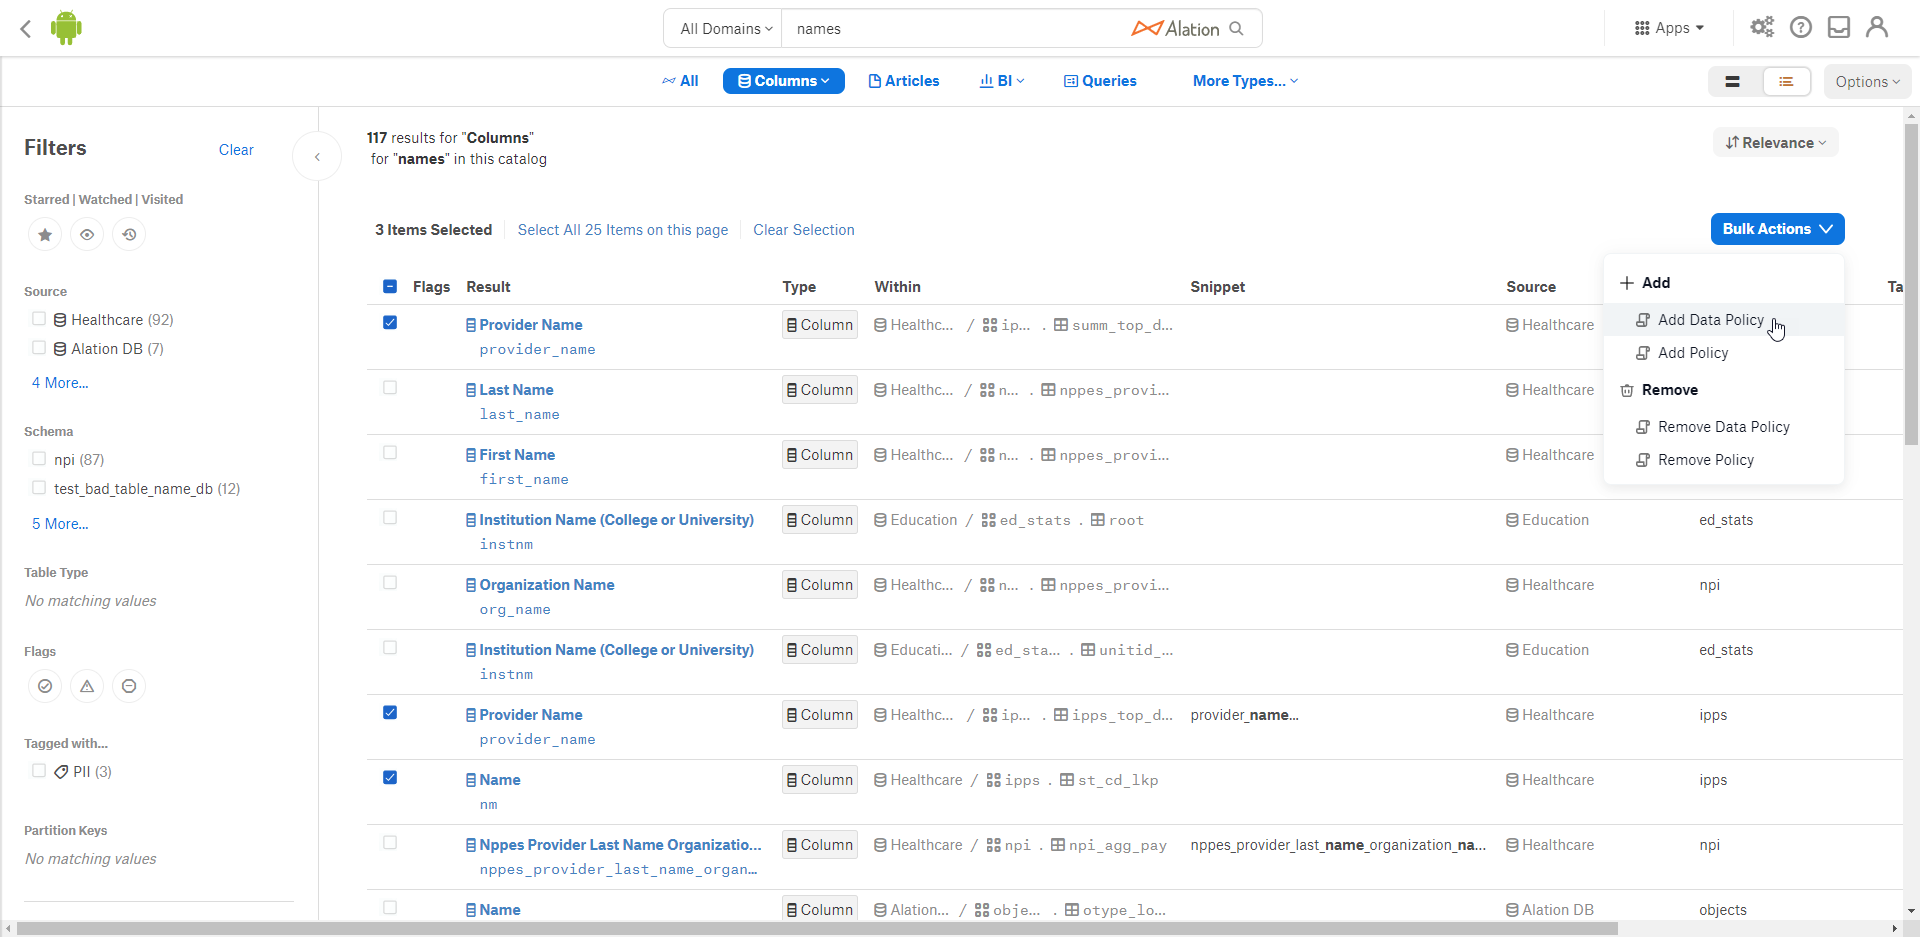 All Domains
names
Alation
Apps
All
Columns
Articles
BI
Queries
More Types...
Options
Filters
Clear
Starred | Watched | Visited
Source
Healthcare (92)
Alation DB (7)
4 More...
Schema
npi (87)
test_bad_table_name_db (12)
5 More...
Table Type
No matching values
Flags
Tagged with...
PII (3)
Partition Keys
No matching values
117 results for "Columns"
for "names" in this catalog
Relevance
3 Items Selected
Select All 25 Items on this page
Clear Selection
Bulk Actions
Add
Add Data Policy
Add Policy
Remove
Remove Data Policy
Remove Policy
Flags Result Type Within Snippet Source Ta
Provider Name Column Healthc... / ip... . summ_top_d... Healthcare
provider_name
Last Name Column Healthc... / n... . nppes_provi... Healthcare
last_name
First Name Column Healthc... / n... . nppes_provi... Healthcare
first_name
Institution Name (College or University) Column Education / ed_stats . root Education ed_stats
instnm
Organization Name Column Healthc... / n... . nppes_provi... Healthcare npi
org_name
Institution Name (College or University) Column Educati... / ed_sta... . unitid_... Education ed_stats
instnm
Provider Name Column Healthc... / ip... . ipps_top_d... provider_name... Healthcare ipps
provider_name
Name Column Healthcare / ipps . st_cd_lkp Healthcare ipps
nm
Nppes Provider Last Name Organizatio... Column Healthcare / npi . npi_agg_pay nppes_provider_last_name_organization_na... Healthcare npi
nppes_provider_last_name_organ...
Name Column Alation... / obje... . otype_lo... Alation DB objects